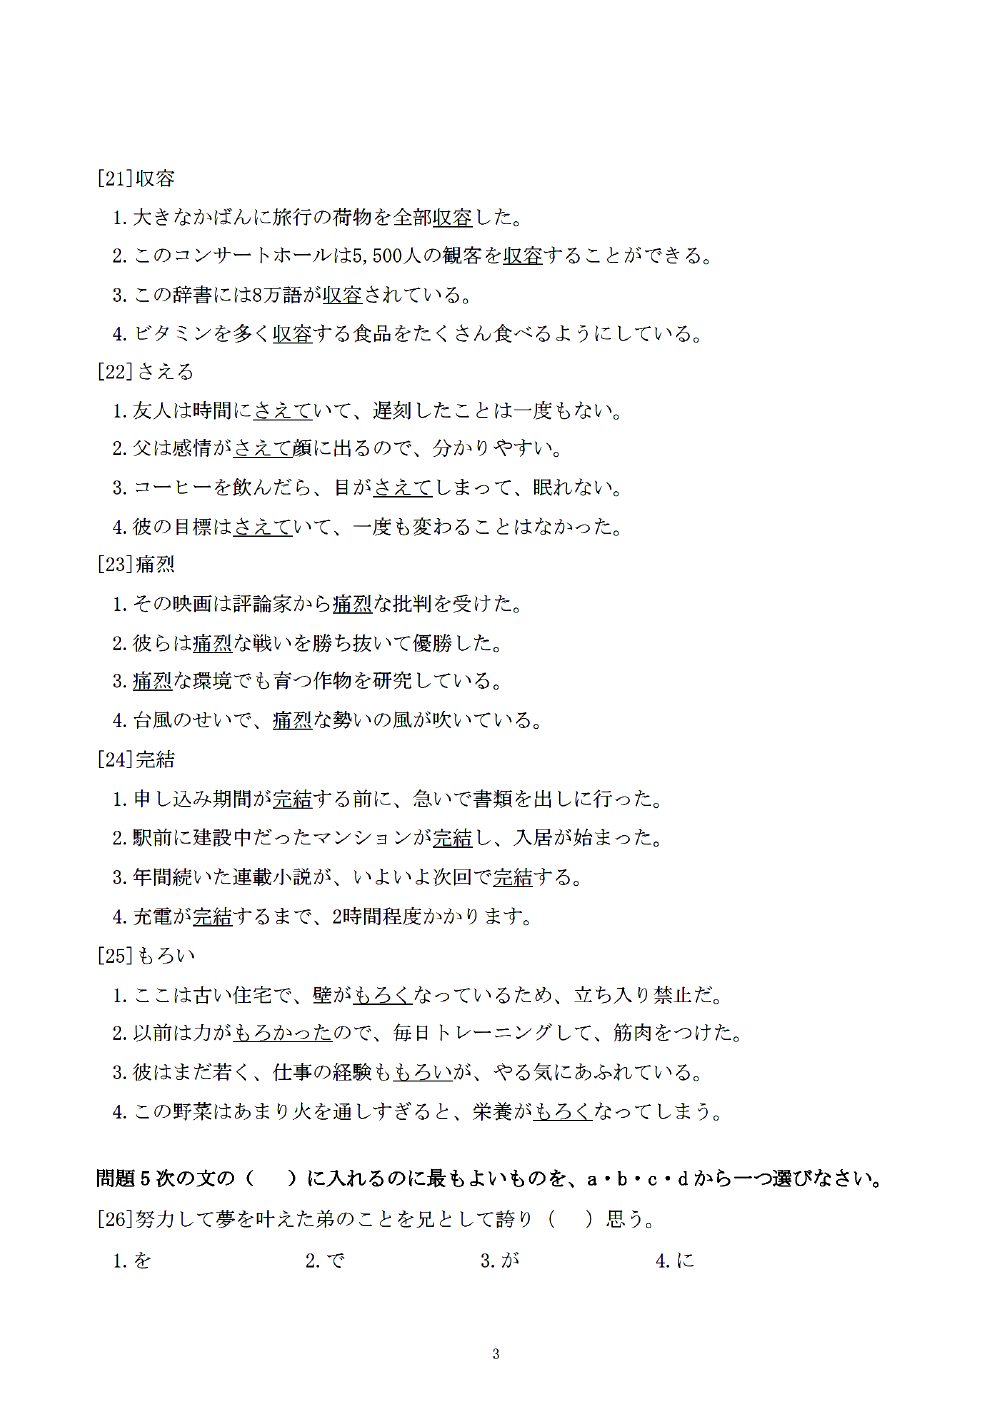 [21]収容
1.大きなかばんに旅行の荷物を全部収容した。
2.このコンサートホールは5,500人の観客を収容することができる。
3.この辞書には8万語が収容されている。
4.ビタミンを多く収容する食品をたくさん食べるようにしている。
[22]さえる
1.友人は時間にさえていて、遅刻したことは一度もない。
2.父は感情がさえて顔に出るので、分かりやすい。
3.コーヒーを飲んだら、目がさえてしまって、眠れない。
4.彼の目標はさえていて、一度も変わることはなかった。
[23]痛烈
1.その映画は評論家から痛烈な批判を受けた。
2.彼らは痛烈な戦いを勝ち抜いて優勝した。
3.痛烈な環境でも育つ作物を研究している。
4.台風のせいで、痛烈な勢いの風が吹いている。
[24]完結
1.申し込み期間が完結する前に、急いで書類を出しに行った。
2.駅前に建設中だったマンションが完結し、入居が始まった。
3.年間続いた連載小説が、いよいよ次回で完結する。
4.充電が完結するまで、2時間程度かかります。
[25]もろい
1.ここは古い住宅で、壁がもろくなっているため、立ち入り禁止だ。
2.以前は力がもろかったので、毎日トレーニングして、筋肉をつけた。
3.彼はまだ若く、仕事の経験ももろいが、やる気にあふれている。
4.この野菜はあまり火を通しすぎると、栄養がもろくなってしまう。
問題5次の文の（　）に入れるのに最もよいものを、a・b・c・dから一つ選びなさい。
[26]努力して夢を叶えた弟のことを兄として誇り（　）思う。
1.を 2.で 3.が 4.に
3